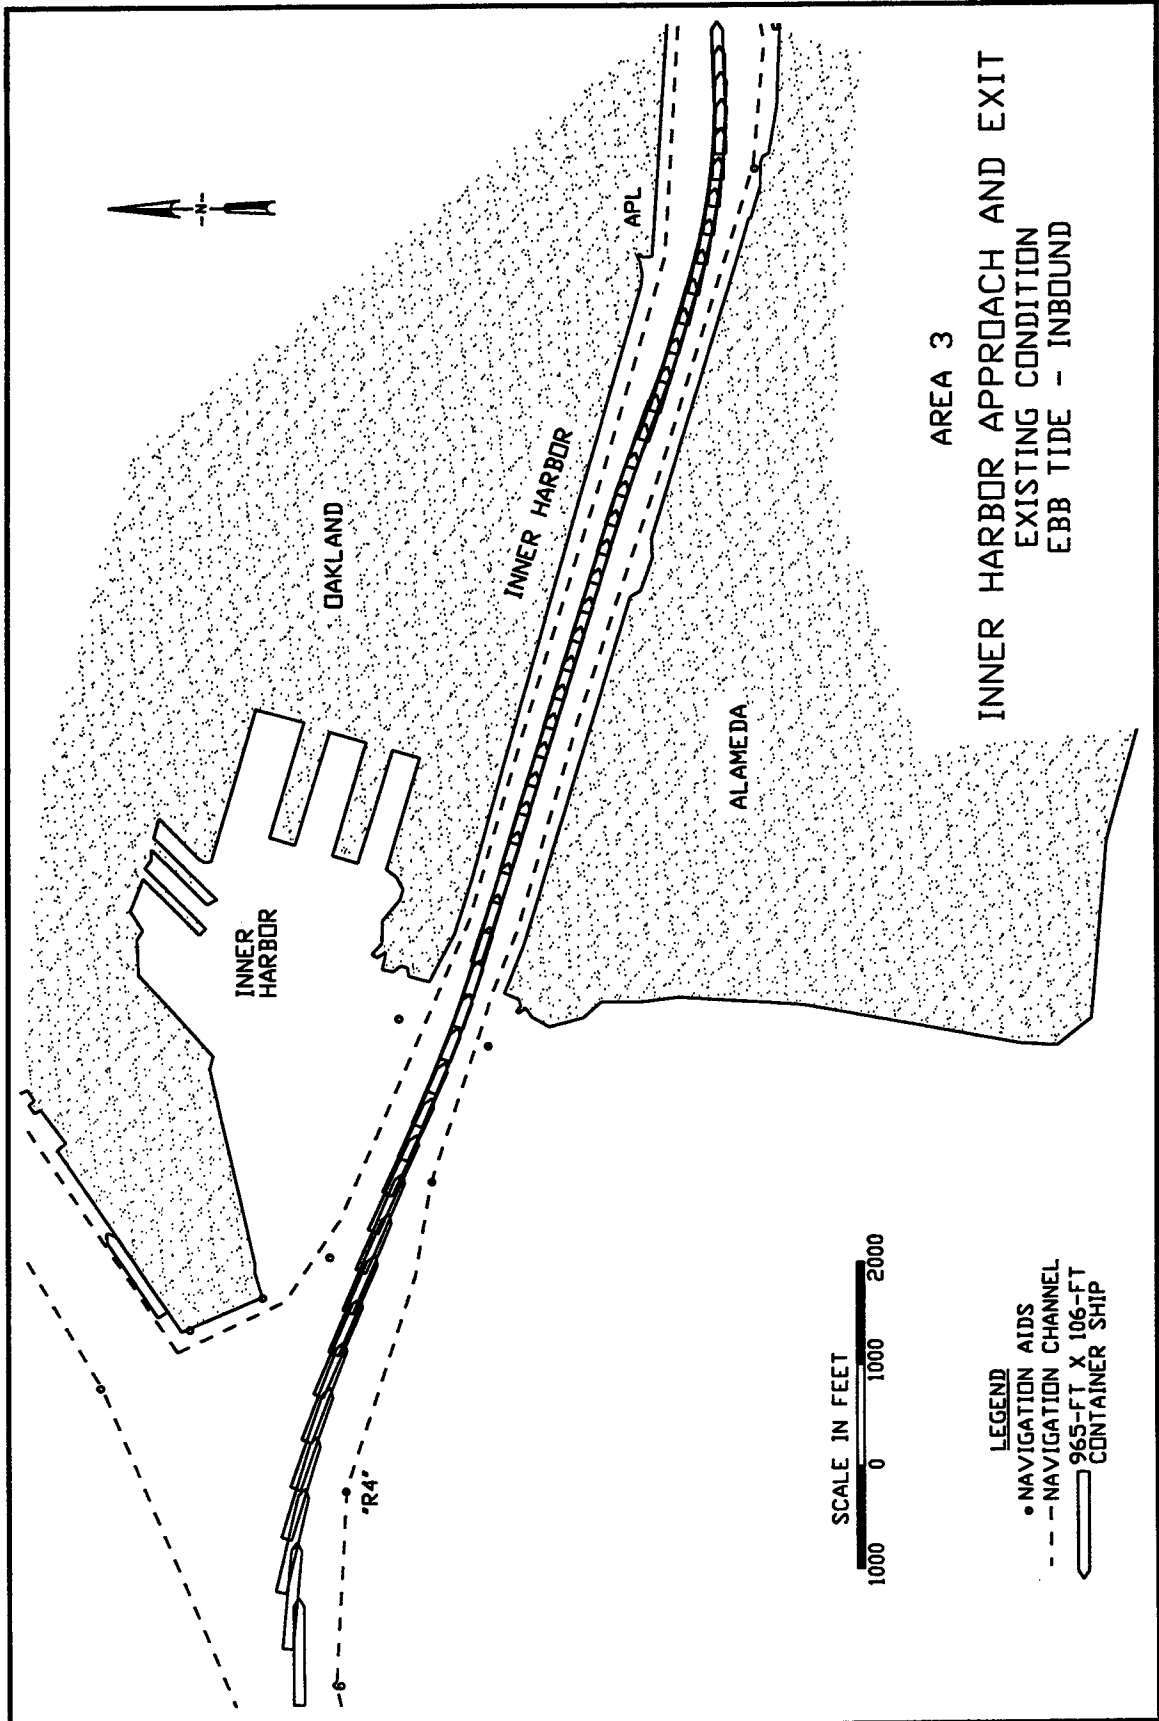 -N-
APL
OAKLAND
INNER HARBOR
INNER
HARBOR
ALAMEDA
"R4"
6
AREA 3
INNER HARBOR APPROACH AND EXIT
EXISTING CONDITION
EBB TIDE - INBOUND
SCALE IN FEET
1000 0 1000 2000
LEGEND
NAVIGATION AIDS
NAVIGATION CHANNEL
965-FT X 106-FT
CONTAINER SHIP